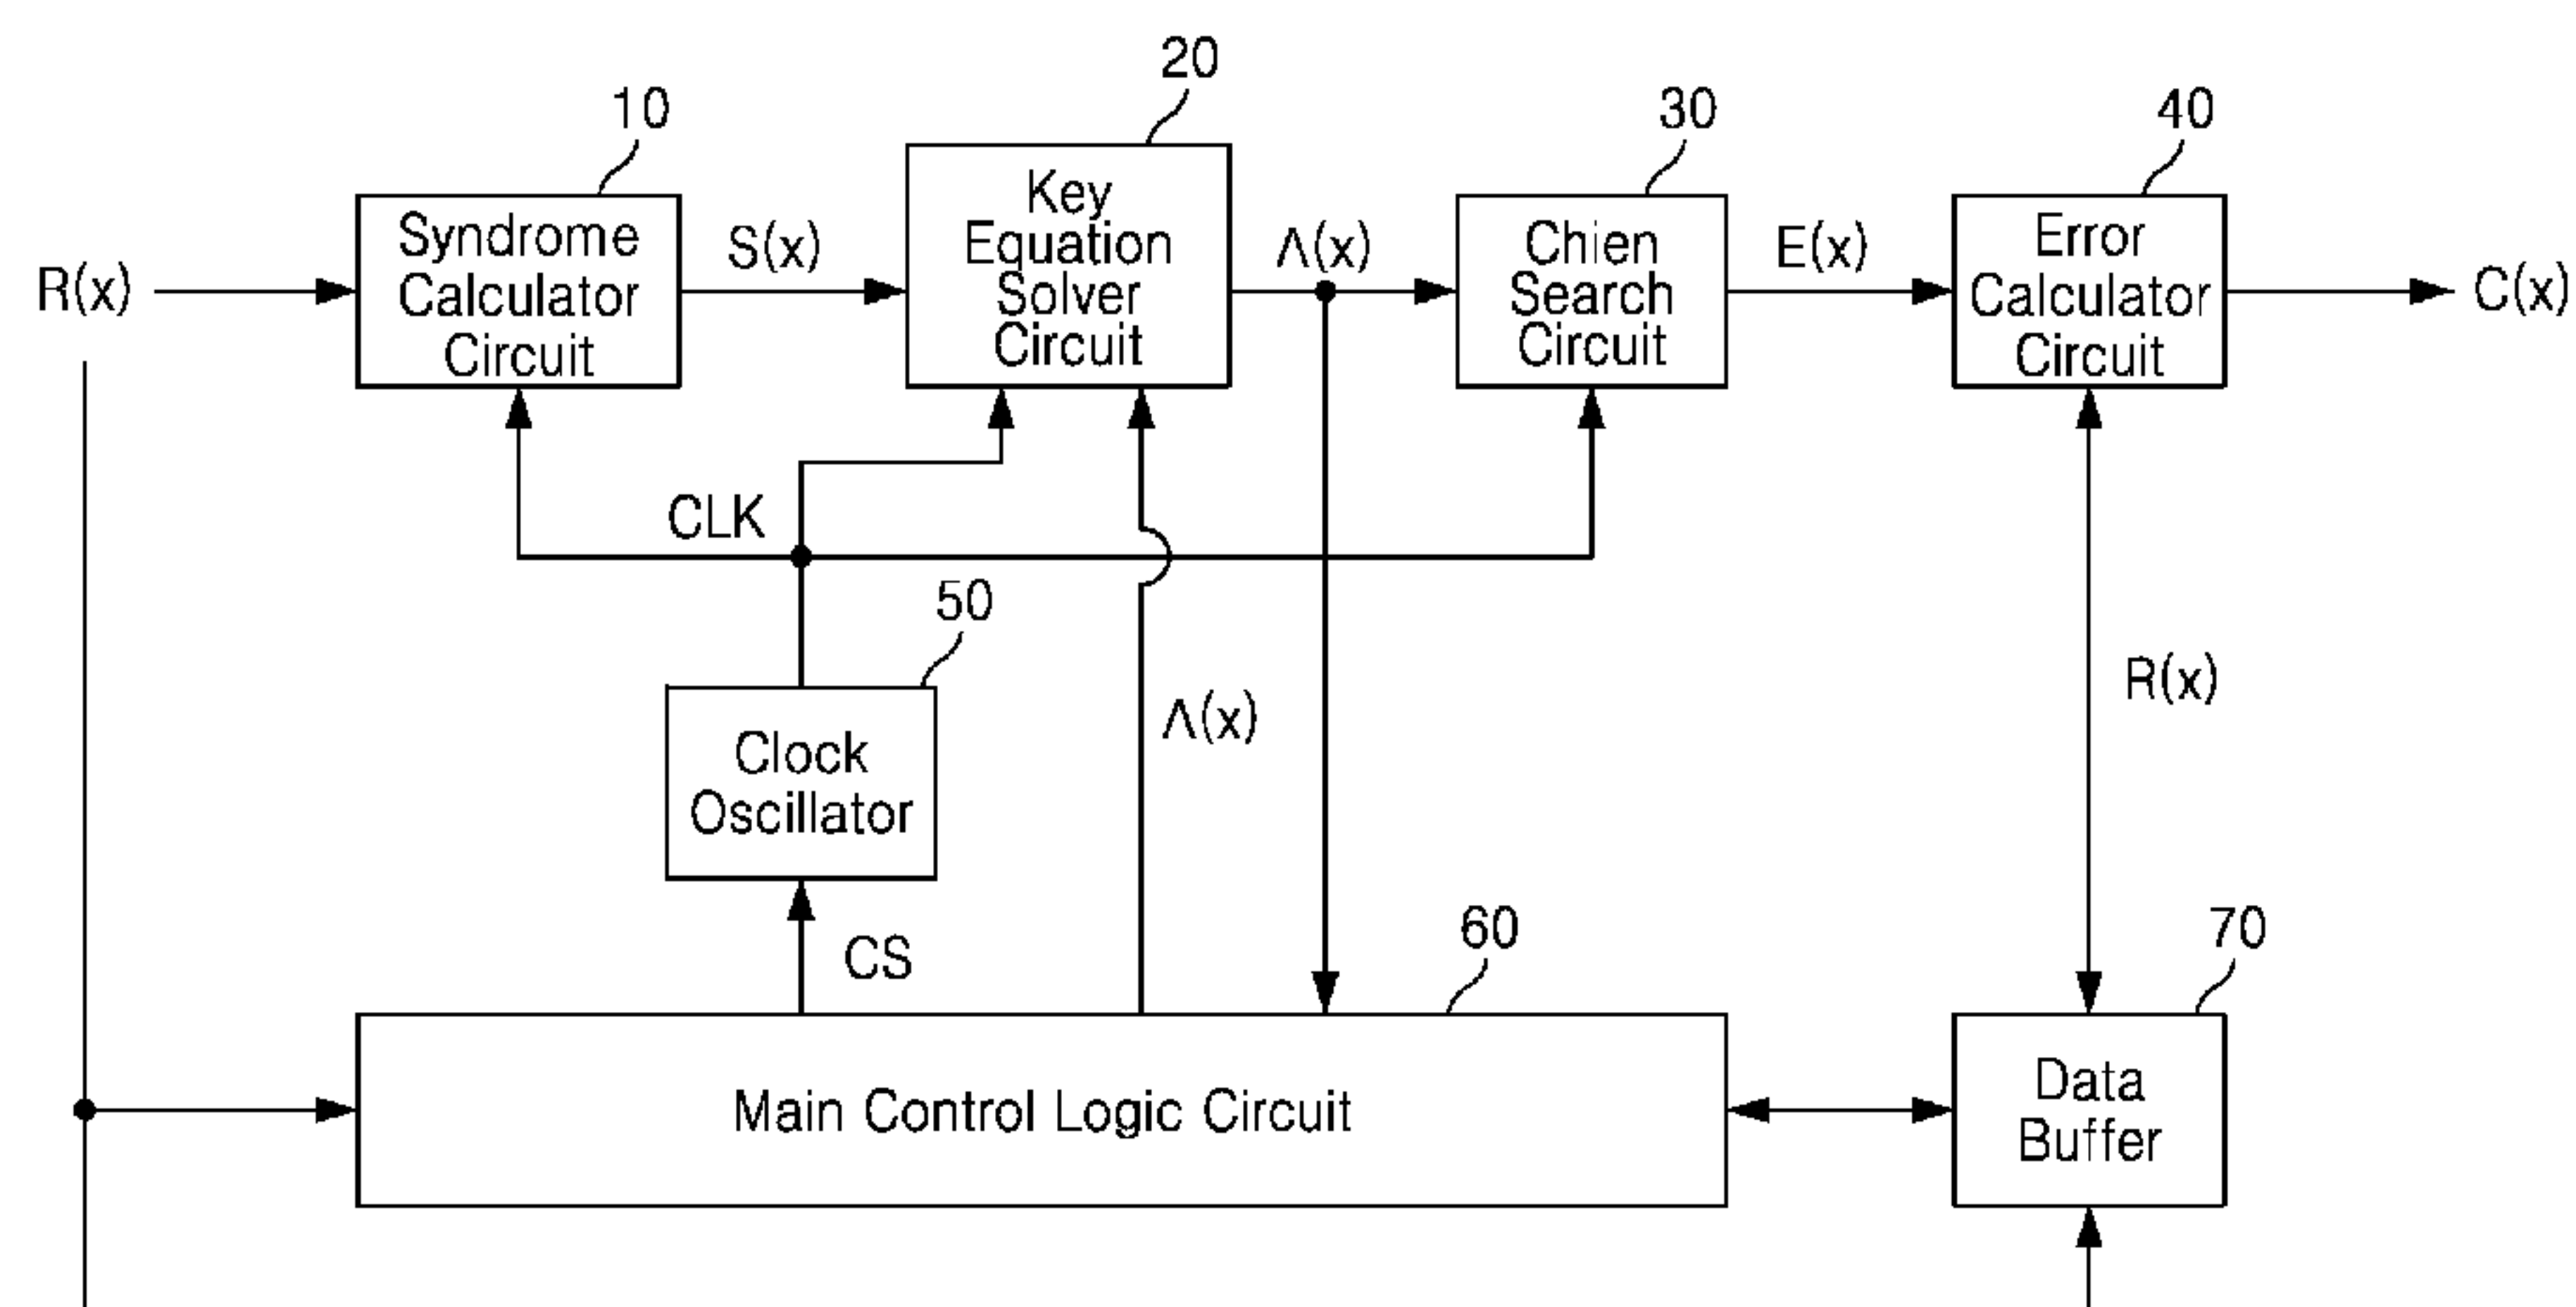 20
10
30
40
Syndrome
Calculator
Circuit
Key
Equation
Solver
Circuit
Chien
Search
Circuit
Error
Calculator
Circuit
R(x)
S(x)
Λ(x)
E(x)
C(x)
CLK
50
Clock
Oscillator
Λ(x)
R(x)
CS
60
70
Main Control Logic Circuit
Data
Buffer